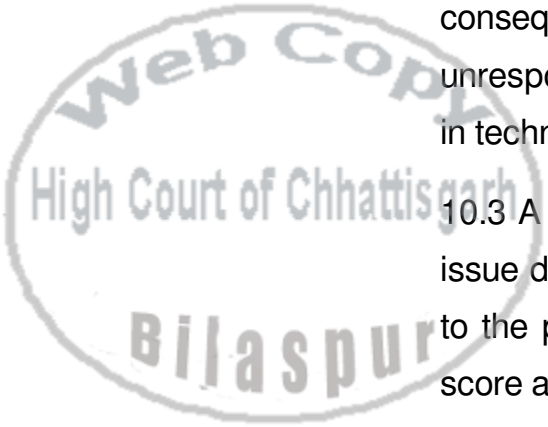 Web Copy
High Court of Chhattisgarh
Bilaspur
conseq
unrespo
in techn
10.3 A
issue d
to the p
score a